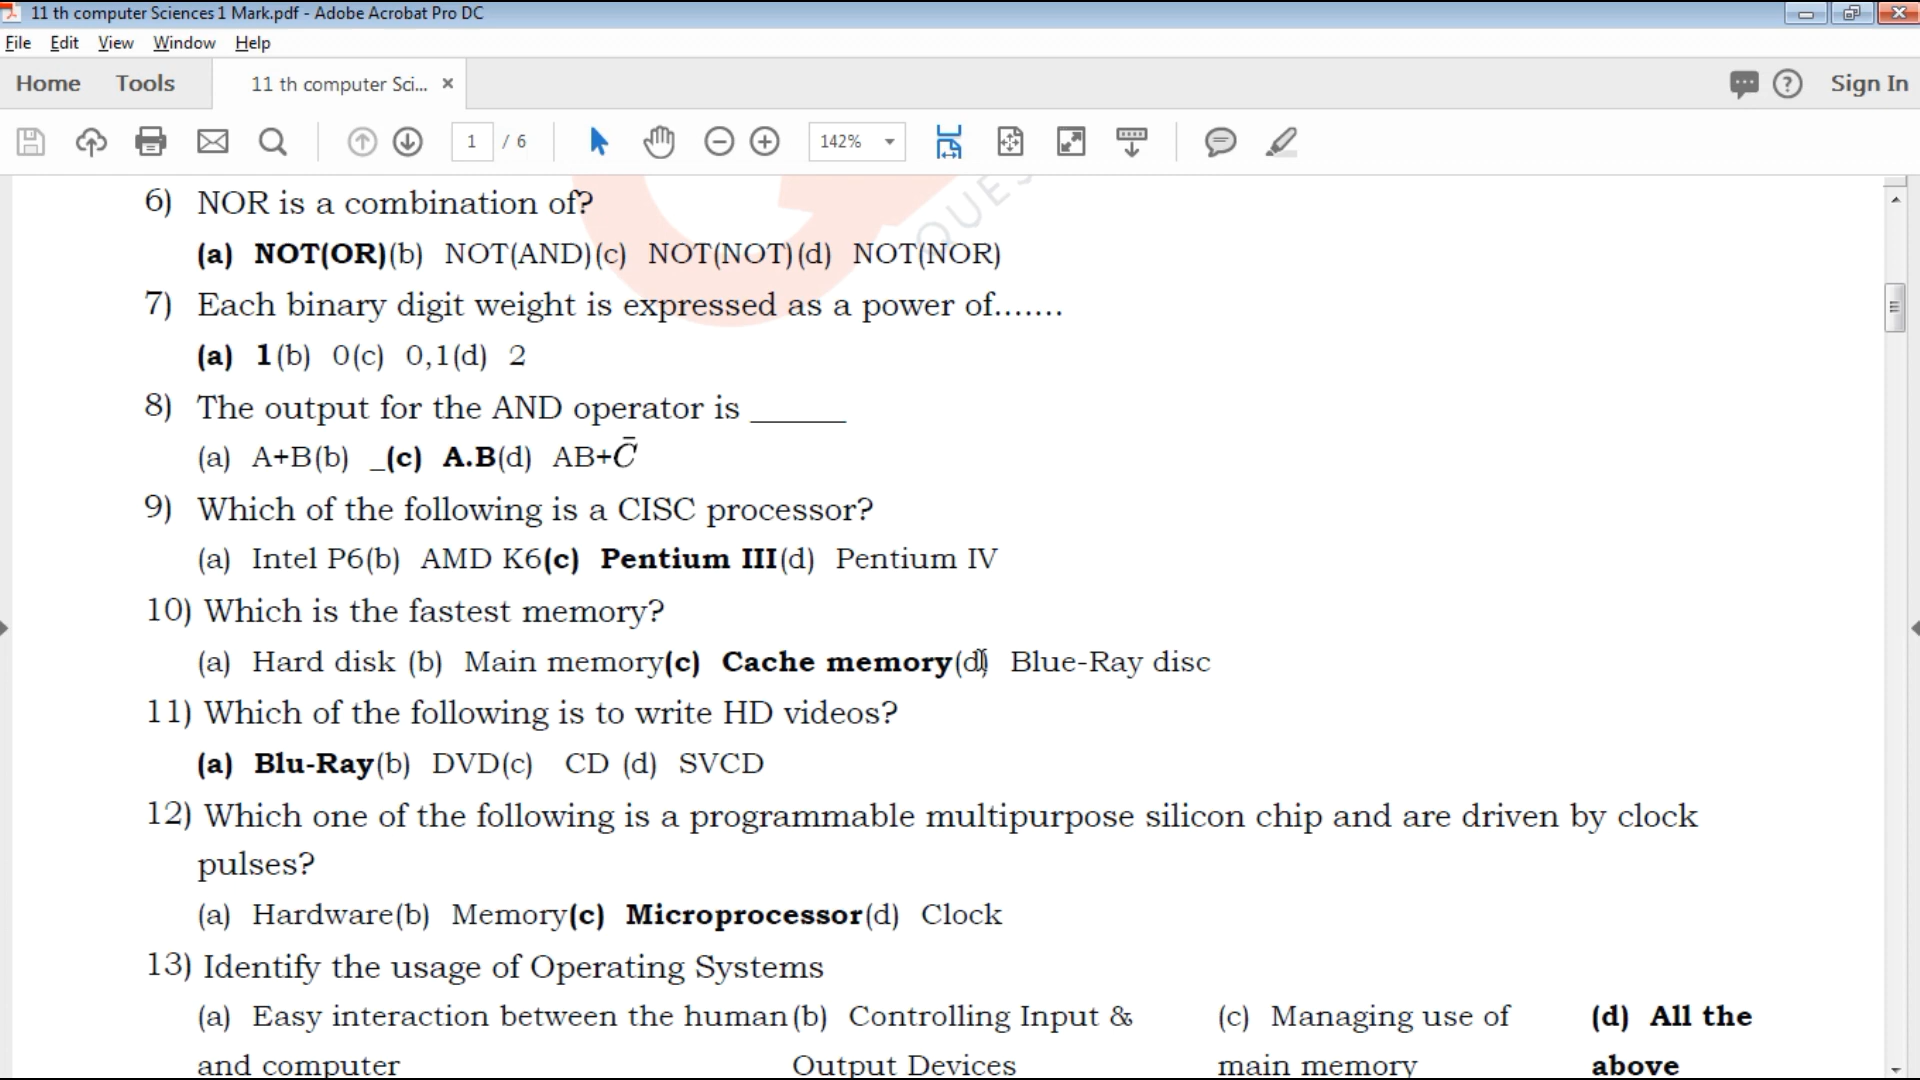 11 th computer Sciences 1 Mark.pdf - Adobe Acrobat Pro DC
File Edit View Window Help
Home Tools 11 th computer Sci... × Sign In
1 / 6 142%
QUES
6) NOR is a combination of?
(a) NOT(OR)(b) NOT(AND)(c) NOT(NOT)(d) NOT(NOR)
7) Each binary digit weight is expressed as a power of.......
(a) 1(b) 0(c) 0,1(d) 2
8) The output for the AND operator is ______
(a) A+B(b) _(c) A.B(d) AB+C̄
9) Which of the following is a CISC processor?
(a) Intel P6(b) AMD K6(c) Pentium III(d) Pentium IV
10) Which is the fastest memory?
(a) Hard disk (b) Main memory(c) Cache memory(d) Blue-Ray disc
11) Which of the following is to write HD videos?
(a) Blu-Ray(b) DVD(c) CD (d) SVCD
12) Which one of the following is a programmable multipurpose silicon chip and are driven by clock
pulses?
(a) Hardware(b) Memory(c) Microprocessor(d) Clock
13) Identify the usage of Operating Systems
(a) Easy interaction between the human (b) Controlling Input & (c) Managing use of (d) All the
and computer Output Devices main memory above